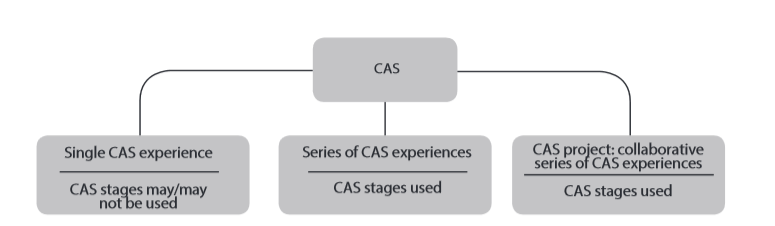 CAS
Single CAS experience
CAS stages may/may
not be used
Series of CAS experiences
CAS stages used
CAS project: collaborative
series of CAS experiences
CAS stages used